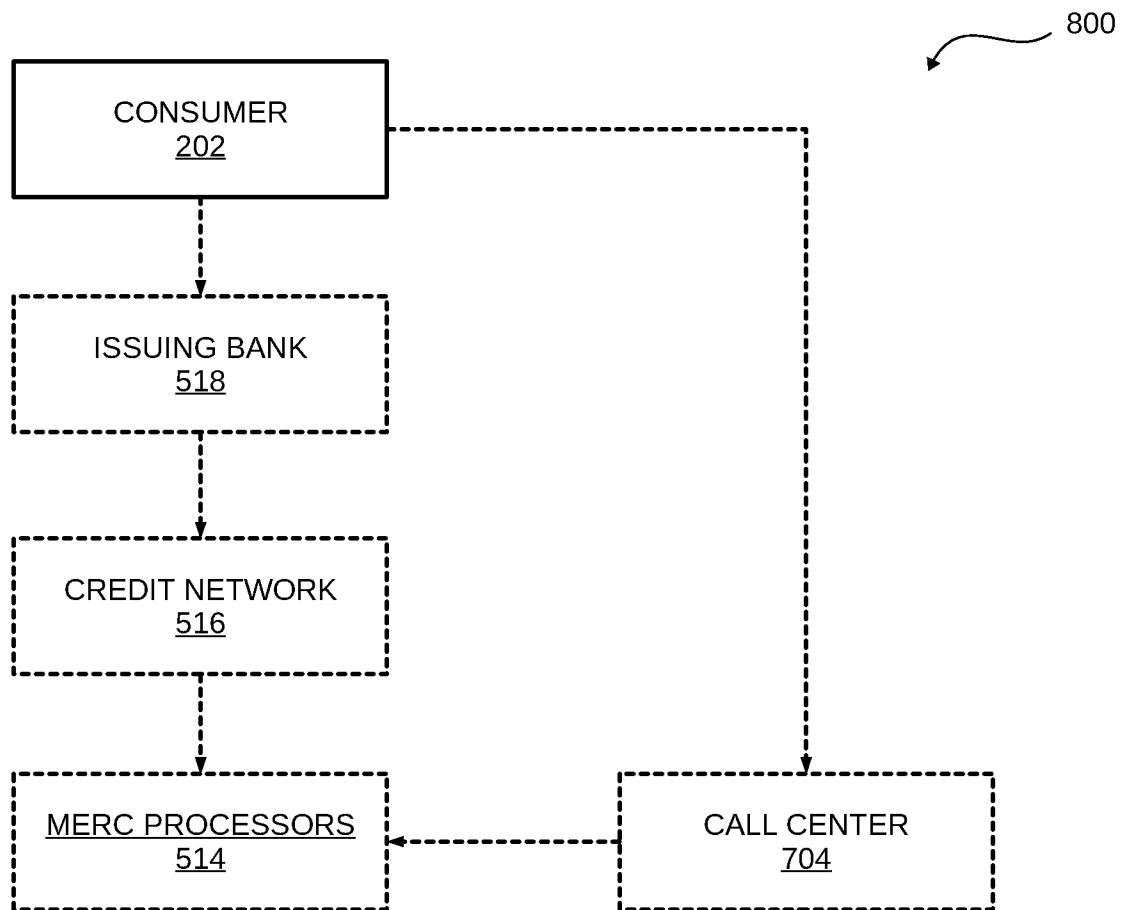 800
CONSUMER
202
ISSUING BANK
518
CREDIT NETWORK
516
MERC PROCESSORS
514
CALL CENTER
704